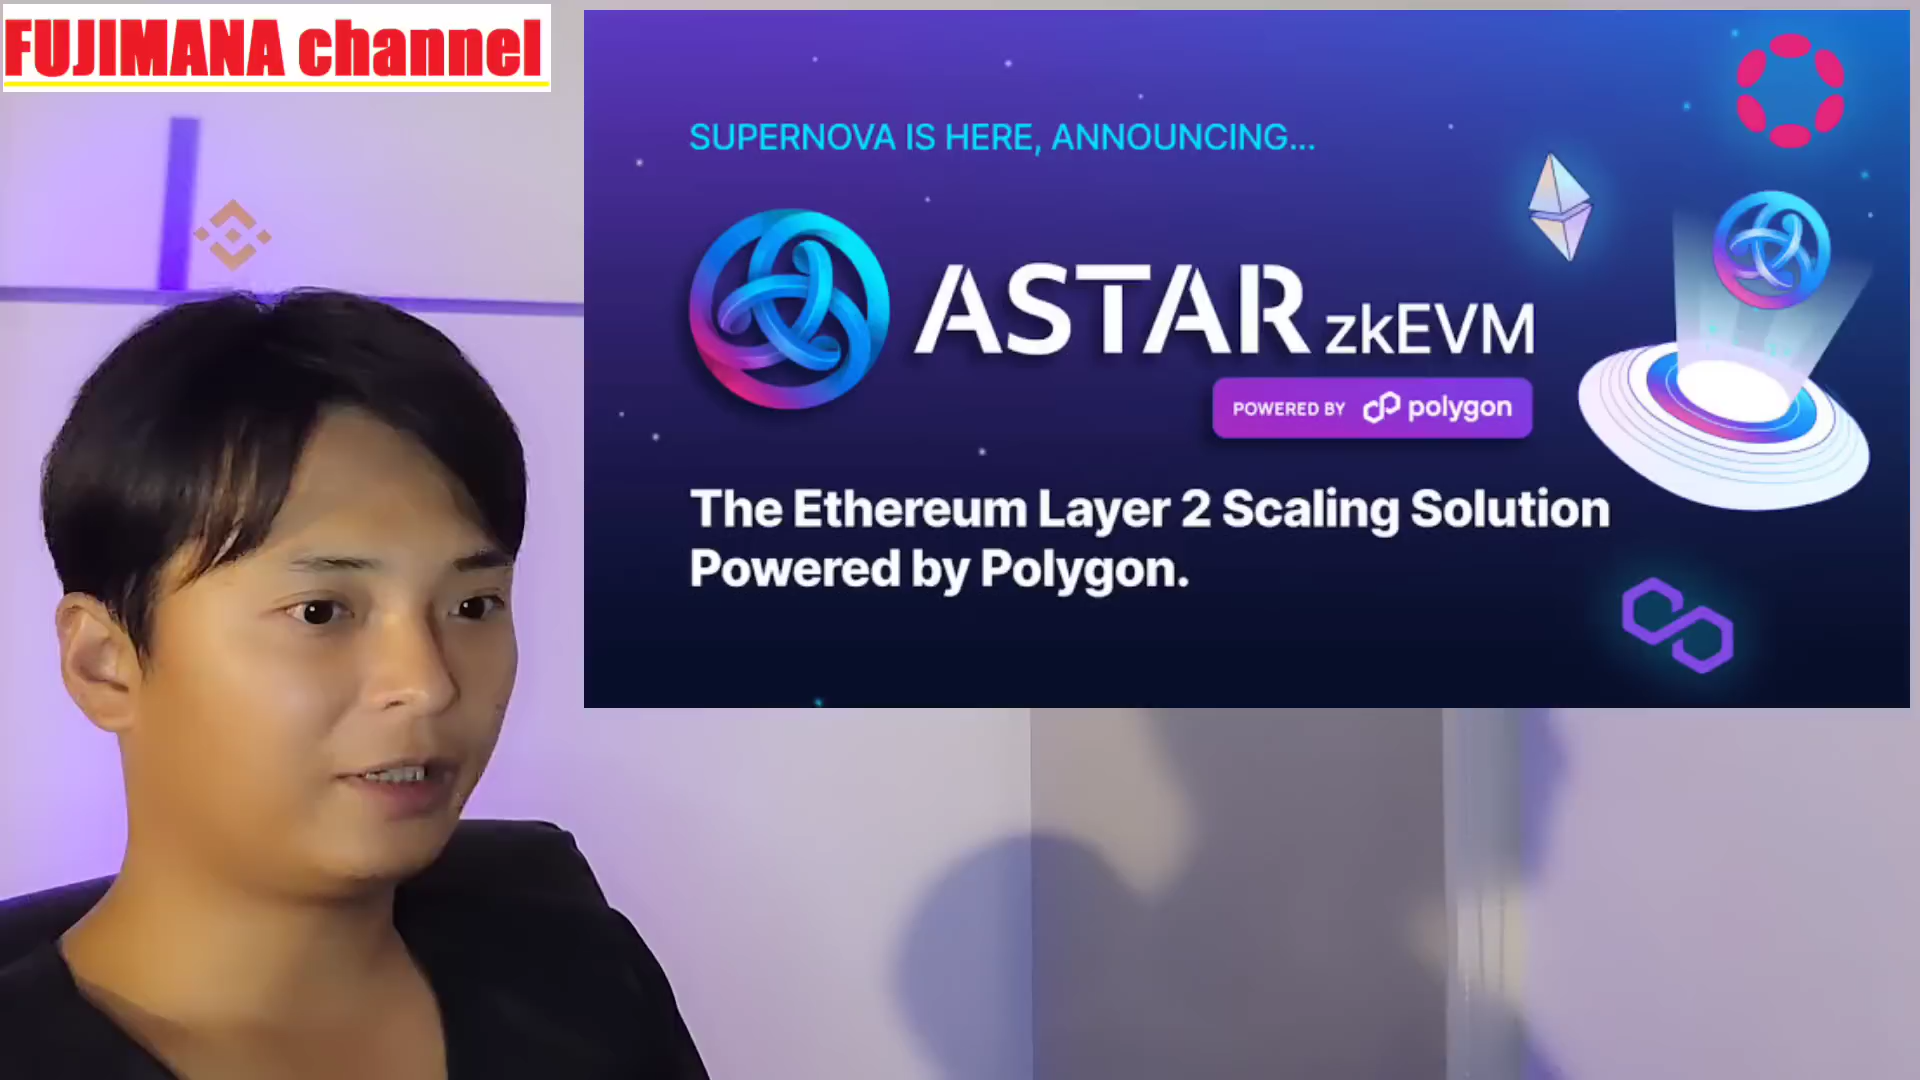 FUJIMANA channel
SUPERNOVA IS HERE, ANNOUNCING...
ASTAR zkEVM
POWERED BY polygon
The Ethereum Layer 2 Scaling Solution
Powered by Polygon.